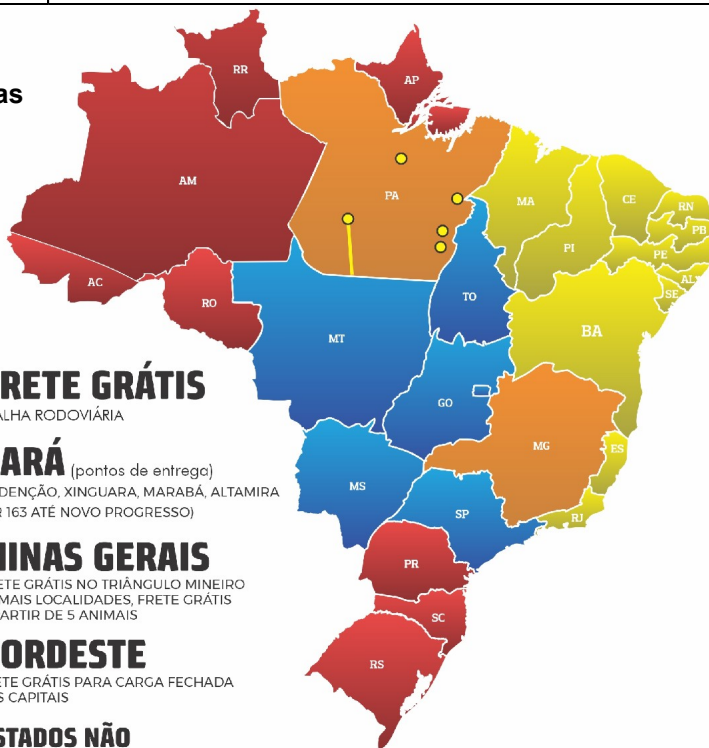 as
RR
AP
AM
PA
MA
CE
RN
PB
PI
PE
AL
SE
AC
RO
TO
MT
BA
GO
MG
ES
MS
SP
RJ
PR
SC
RS
RETE GRÁTIS
ALHA RODOVIÁRIA
ARÁ (pontos de entrega)
DENÇÃO, XINGUARA, MARABÁ, ALTAMIRA
R 163 ATÉ NOVO PROGRESSO)
INAS GERAIS
ETE GRÁTIS NO TRIÂNGULO MINEIRO
MAIS LOCALIDADES, FRETE GRÁTIS
ARTIR DE 5 ANIMAIS
ORDESTE
ETE GRÁTIS PARA CARGA FECHADA
S CAPITAIS
STADOS NÃO